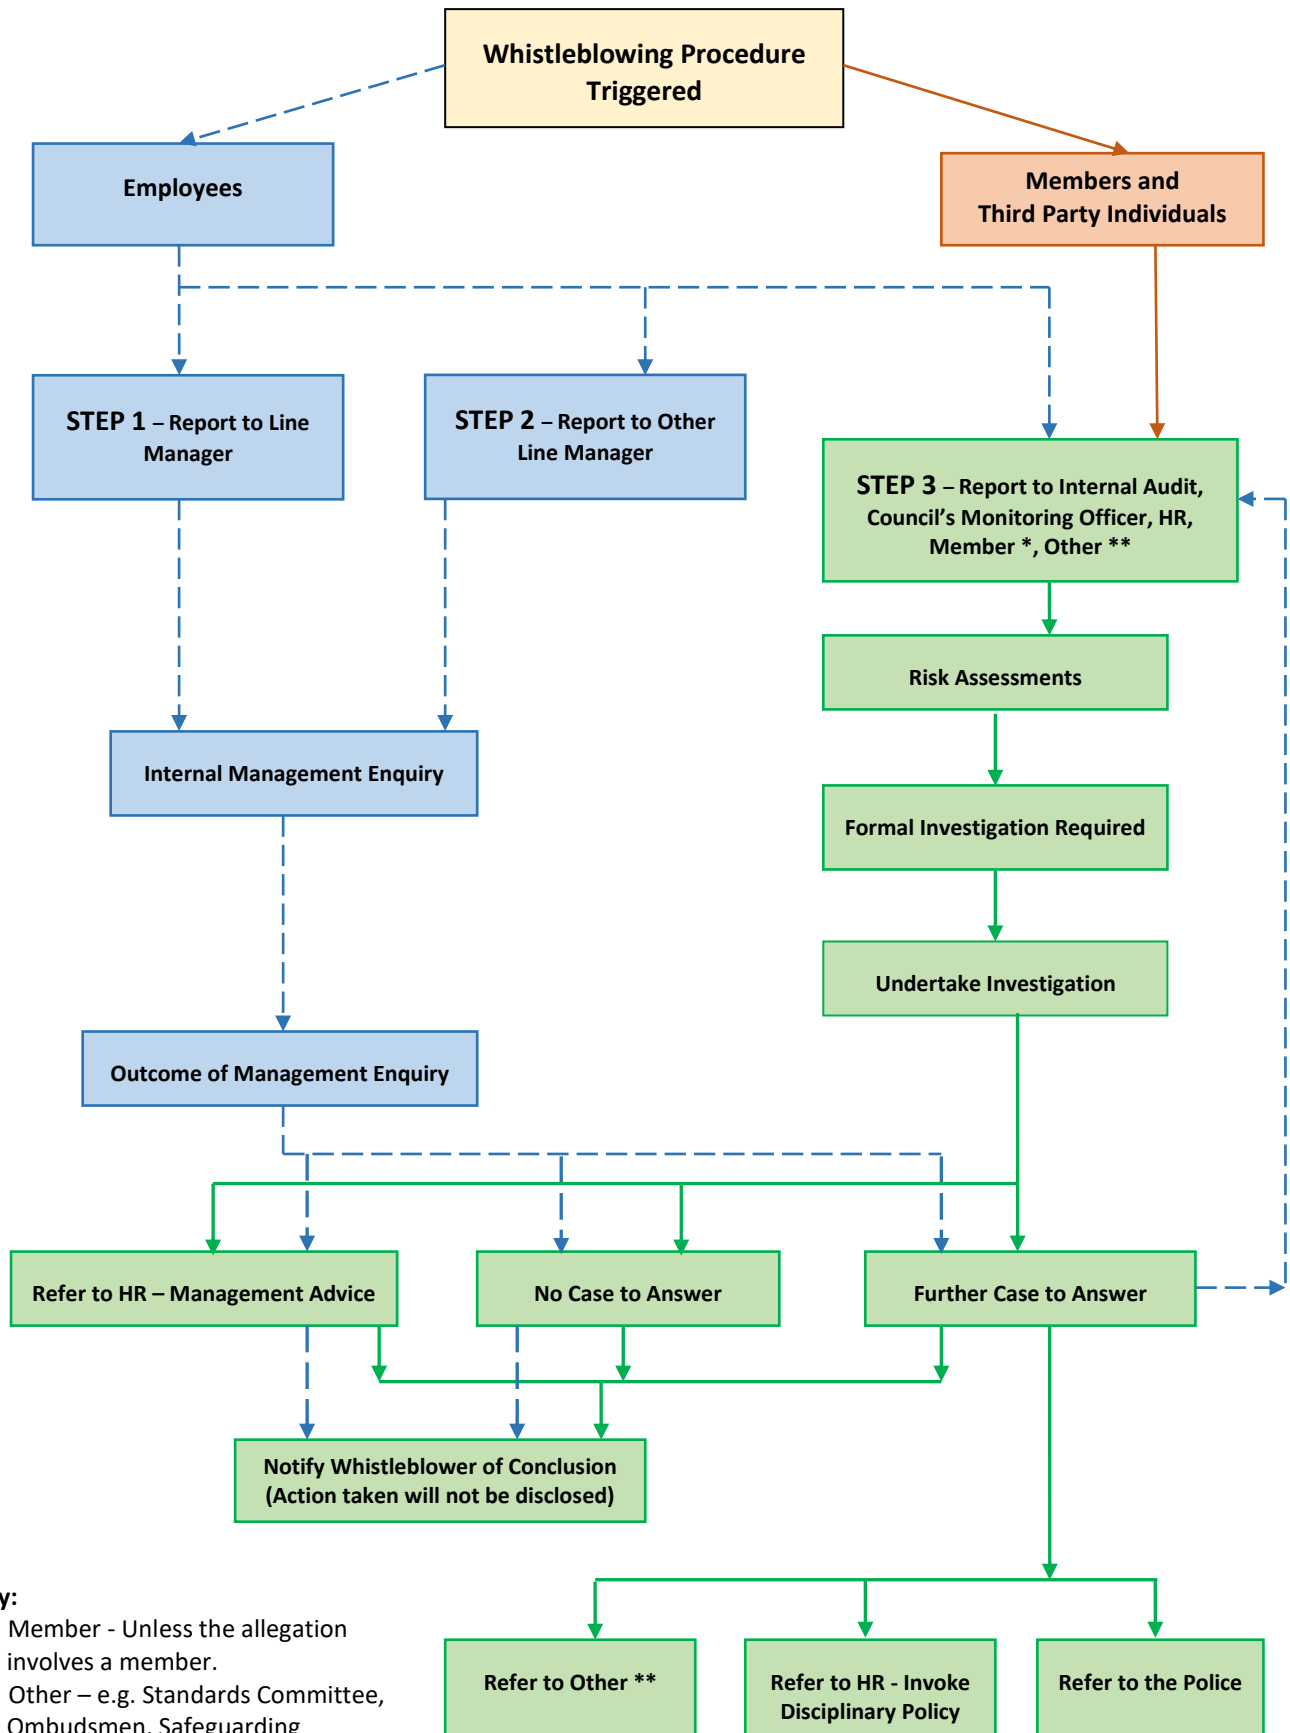 Whistleblowing Procedure
Triggered
Employees
Members and
Third Party Individuals
STEP 1 – Report to Line
Manager
STEP 2 – Report to Other
Line Manager
STEP 3 – Report to Internal Audit,
Council’s Monitoring Officer, HR,
Member *, Other **
Risk Assessments
Internal Management Enquiry
Formal Investigation Required
Undertake Investigation
Outcome of Management Enquiry
Refer to HR – Management Advice
No Case to Answer
Further Case to Answer
Notify Whistleblower of Conclusion
(Action taken will not be disclosed)
y:
Member - Unless the allegation
involves a member.
Other – e.g. Standards Committee,
Ombudsmen, Safeguarding
Refer to Other **
Refer to HR - Invoke
Disciplinary Policy
Refer to the Police